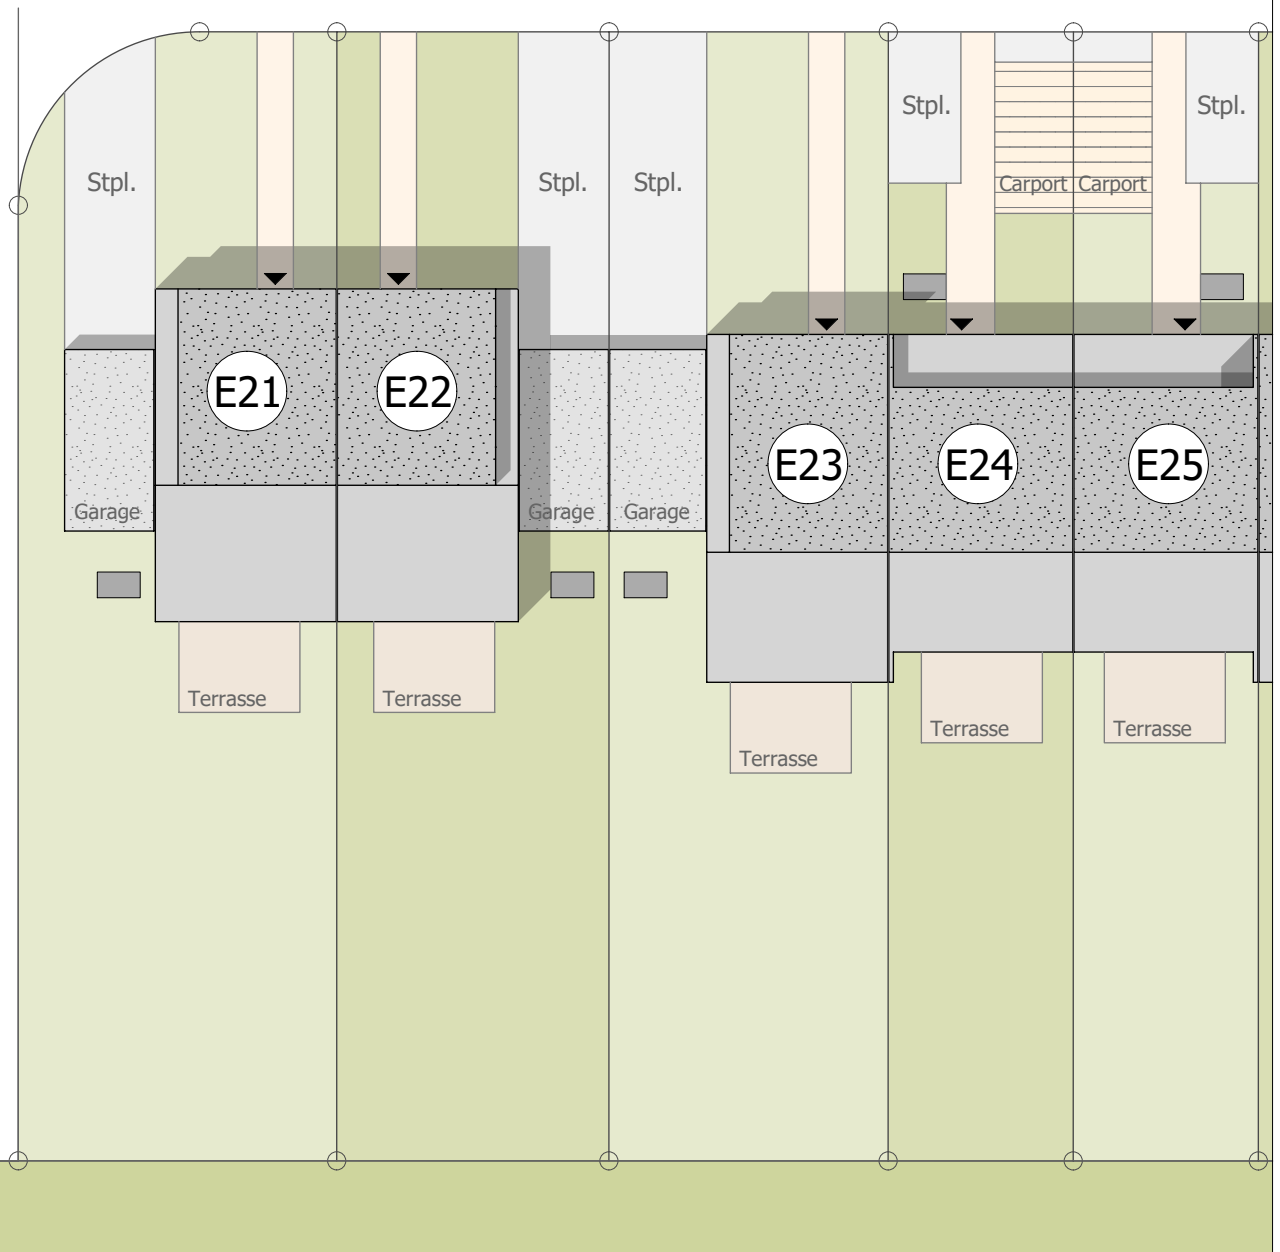 Stpl.
Stpl.
Stpl.
Stpl.
Stpl.
Carport
Carport
E21
E22
E23
E24
E25
Garage
Garage
Garage
Terrasse
Terrasse
Terrasse
Terrasse
Terrasse